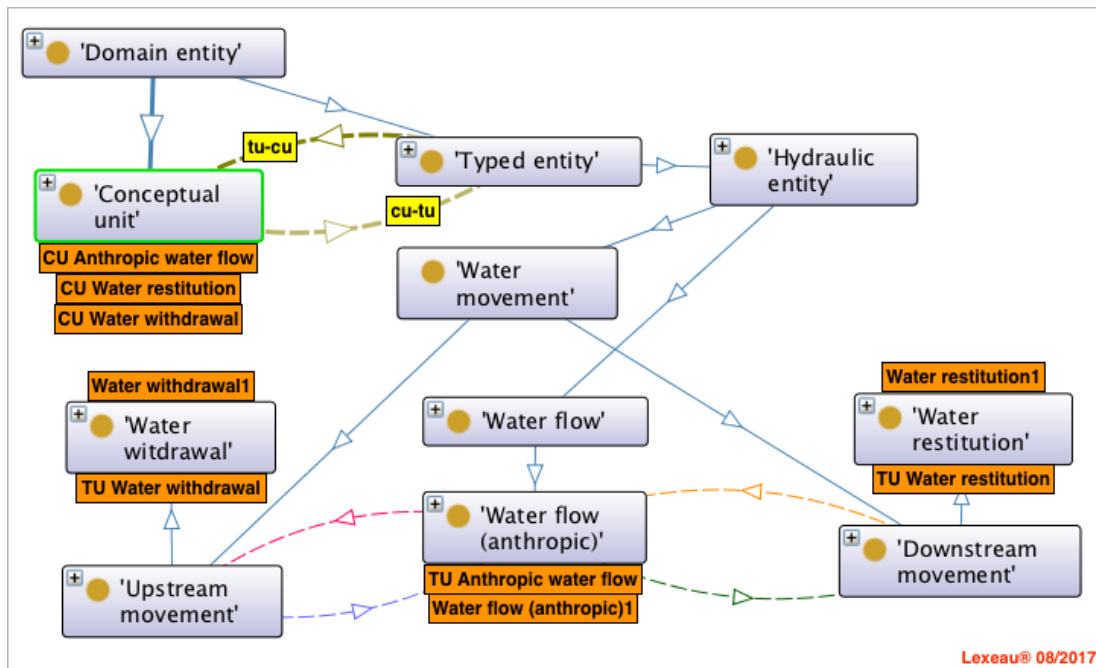 'Domain entity'
tu-cu
'Typed entity'
'Hydraulic
entity'
'Conceptual
unit'
cu-tu
CU Anthropic water flow
CU Water restitution
CU Water withdrawal
'Water
movement'
Water withdrawal1
'Water
witdrawal'
TU Water withdrawal
'Water flow'
Water restitution1
'Water
restitution'
TU Water restitution
'Water flow
(anthropic)'
TU Anthropic water flow
Water flow (anthropic)1
'Upstream
movement'
'Downstream
movement'
Lexeau® 08/2017